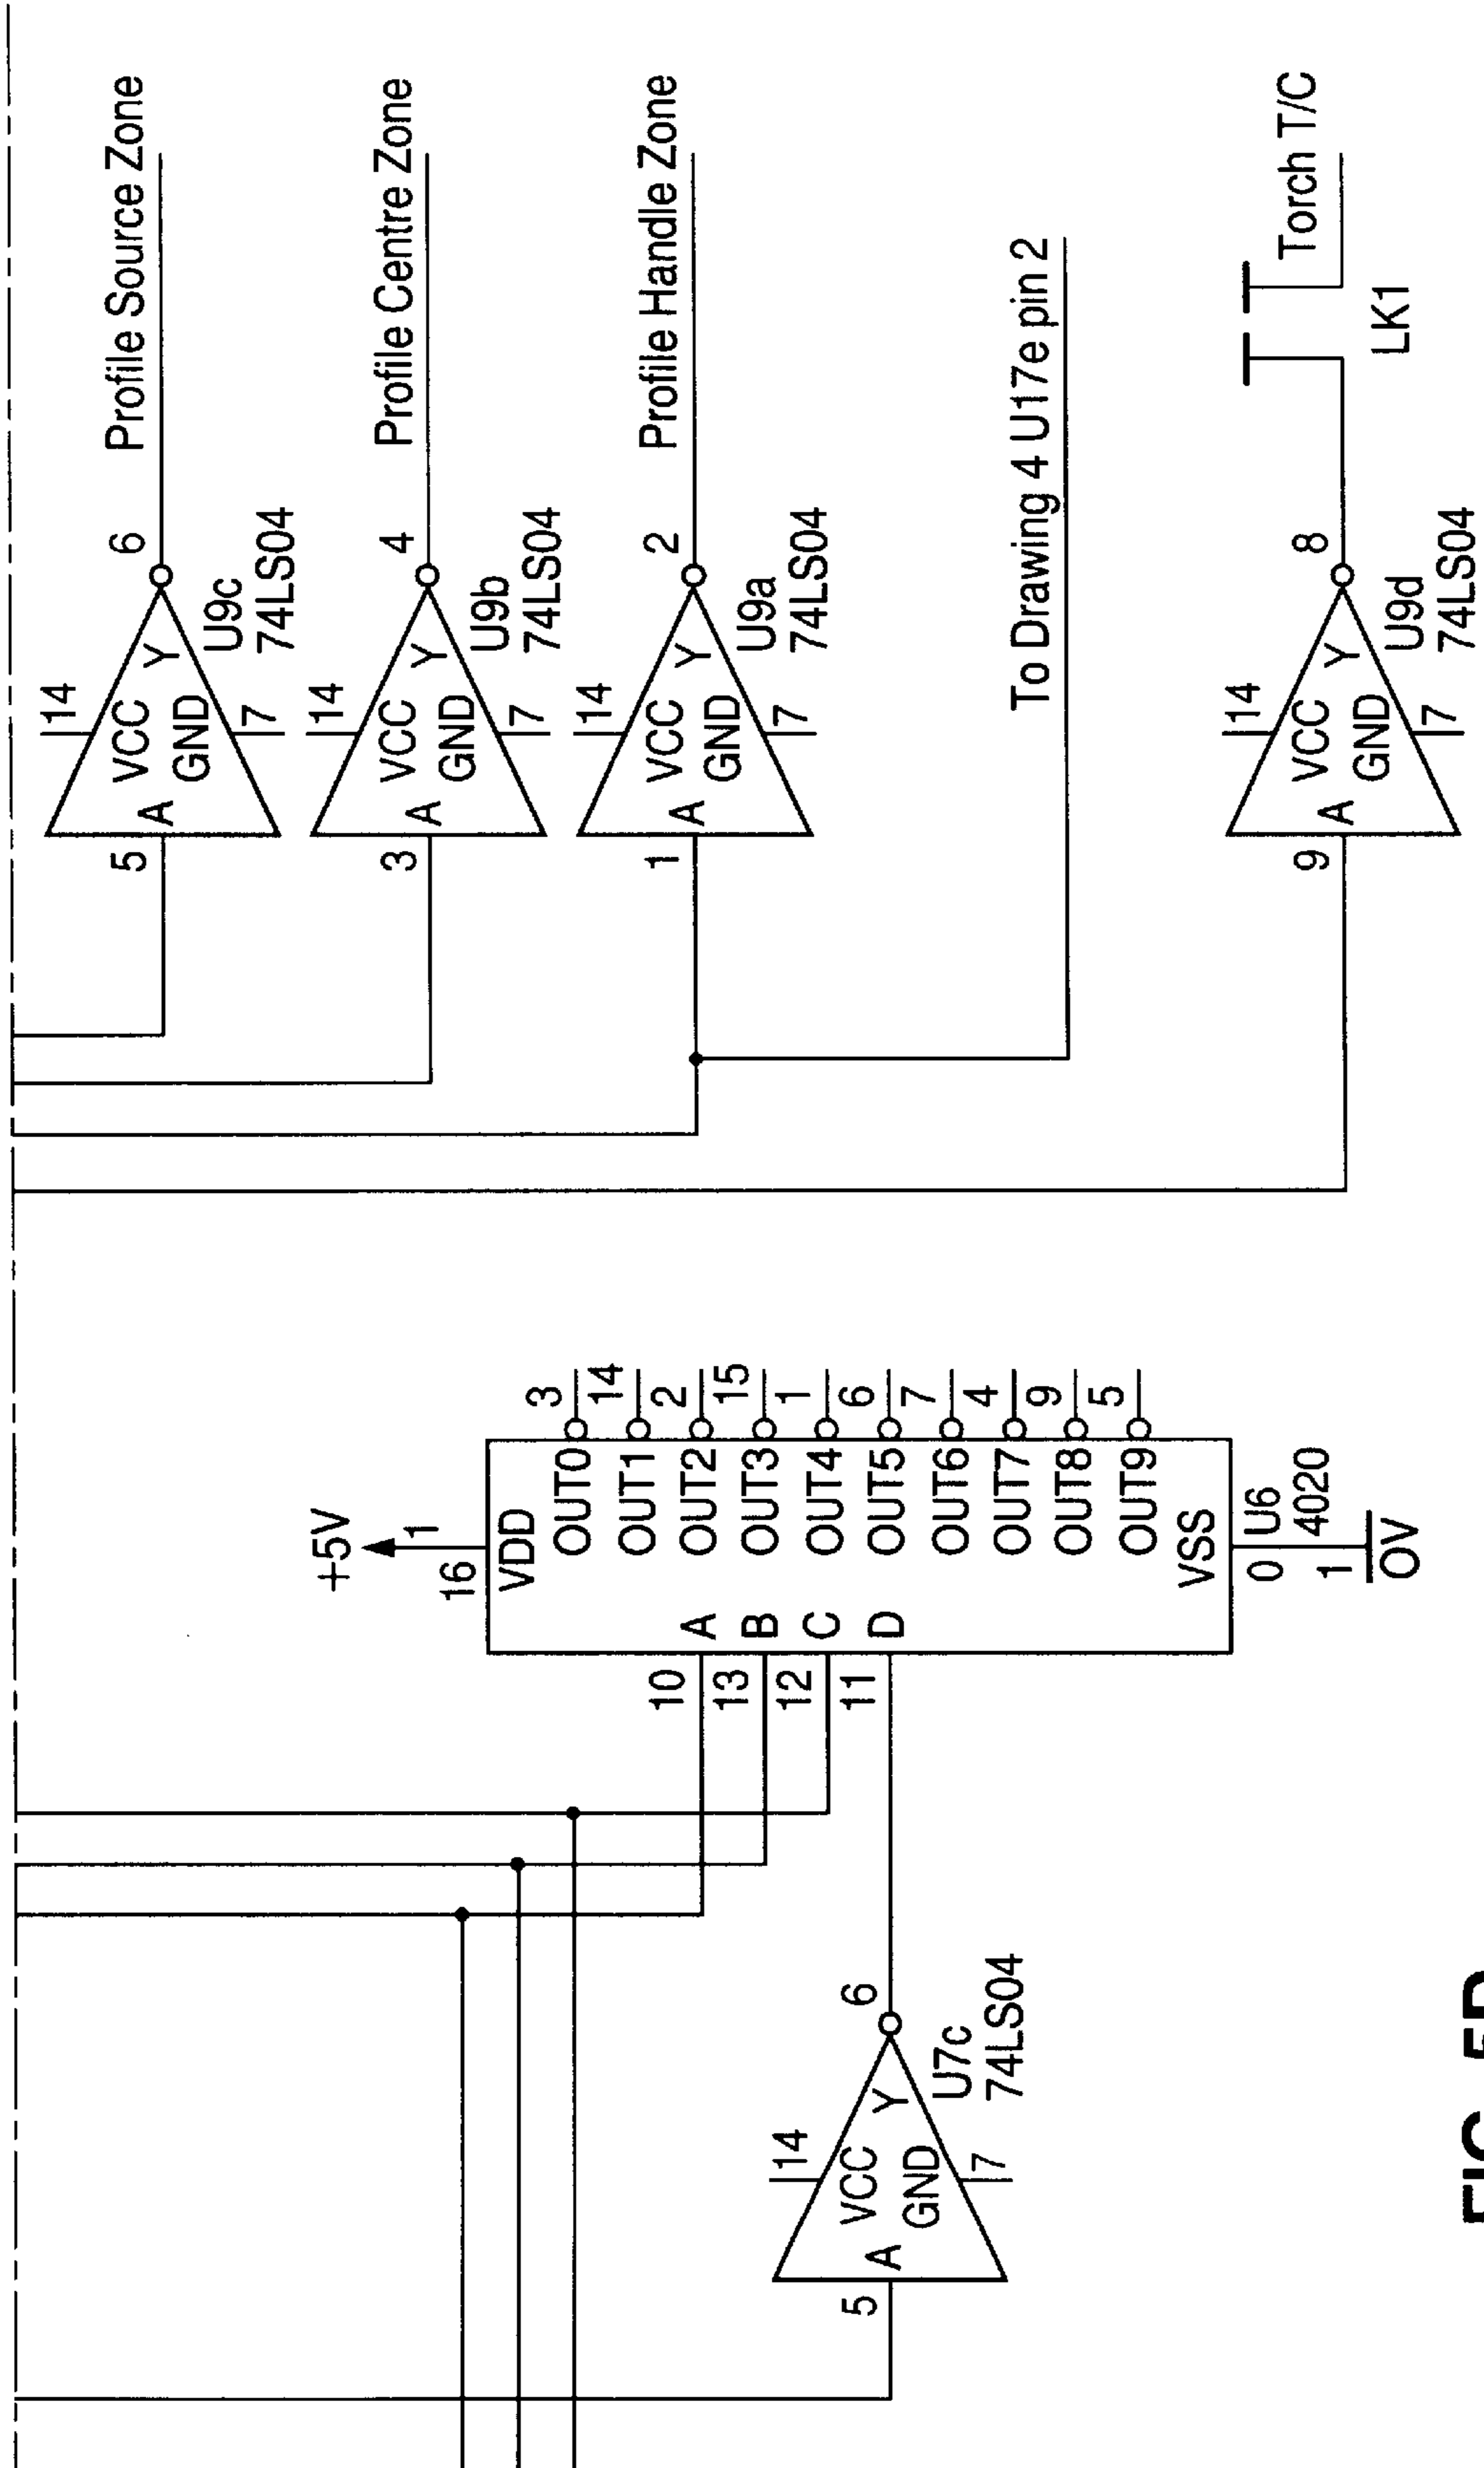 Profile Source Zone
14
VCC
GND
7
5
A
Y
6
U9c
74LS04
Profile Centre Zone
14
VCC
GND
7
3
A
Y
4
U9b
74LS04
Profile Handle Zone
14
VCC
GND
7
1
A
Y
2
U9a
74LS04
To Drawing 4 U17e pin 2
Torch T/C
LK1
14
VCC
GND
7
9
A
Y
8
U9d
74LS04
+5V
1
16
VDD
10 A
13 B
12 C
11 D
OUT0 3
OUT1 14
OUT2 2
OUT3 15
OUT4 1
OUT5 6
OUT6 7
OUT7 4
OUT8 9
OUT9 5
VSS
U6
4020
0
1
OV
14
VCC
GND
7
5
A
Y
6
U7c
74LS04